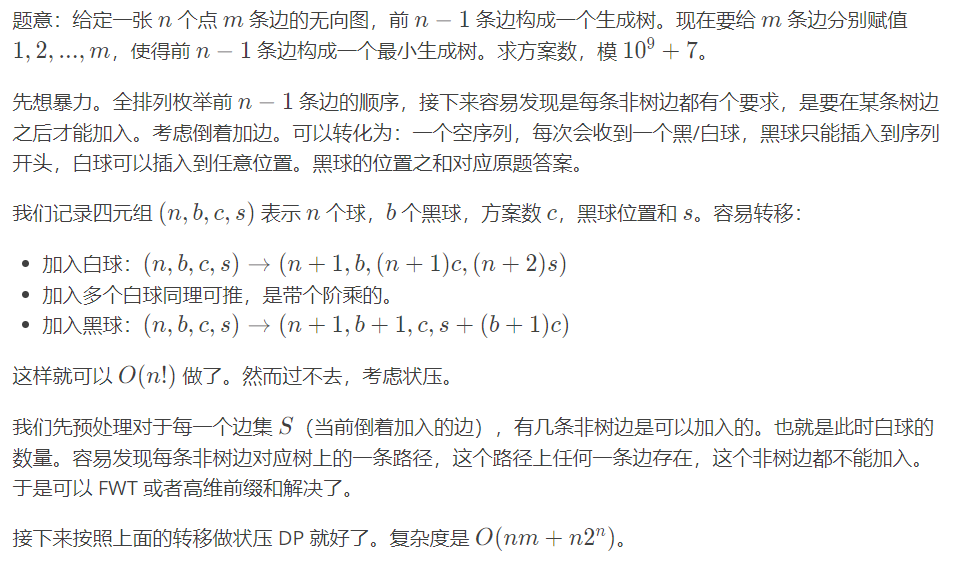 题意：给定一张 n 个点 m 条边的无向图，前 n − 1 条边构成一个生成树。现在要给 m 条边分别赋值
1, 2, ..., m，使得前 n − 1 条边构成一个最小生成树。求方案数，模 10^9 + 7。
先想暴力。全排列枚举前 n − 1 条边的顺序，接下来容易发现是每条非树边都有个要求，是要在某条树边
之后才能加入。考虑倒着加边。可以转化为：一个空序列，每次会收到一个黑/白球，黑球只能插入到序列
开头，白球可以插入到任意位置。黑球的位置之和对应原题答案。
我们记录四元组 (n, b, c, s) 表示 n 个球，b 个黑球，方案数 c，黑球位置和 s。容易转移：
• 加入白球：(n, b, c, s) → (n + 1, b, (n + 1)c, (n + 2)s)
• 加入多个白球同理可推，是带个阶乘的。
• 加入黑球：(n, b, c, s) → (n + 1, b + 1, c, s + (b + 1)c)
这样就可以 O(n!) 做了。然而过不去，考虑状压。
我们先预处理对于每一个边集 S（当前倒着加入的边），有几条非树边是可以加入的。也就是此时白球的
数量。容易发现每条非树边对应树上的一条路径，这个路径上任何一条边存在，这个非树边都不能加入。
于是可以 FWT 或者高维前缀和解决了。
接下来按照上面的转移做状压 DP 就好了。复杂度是 O(nm + n2^n)。